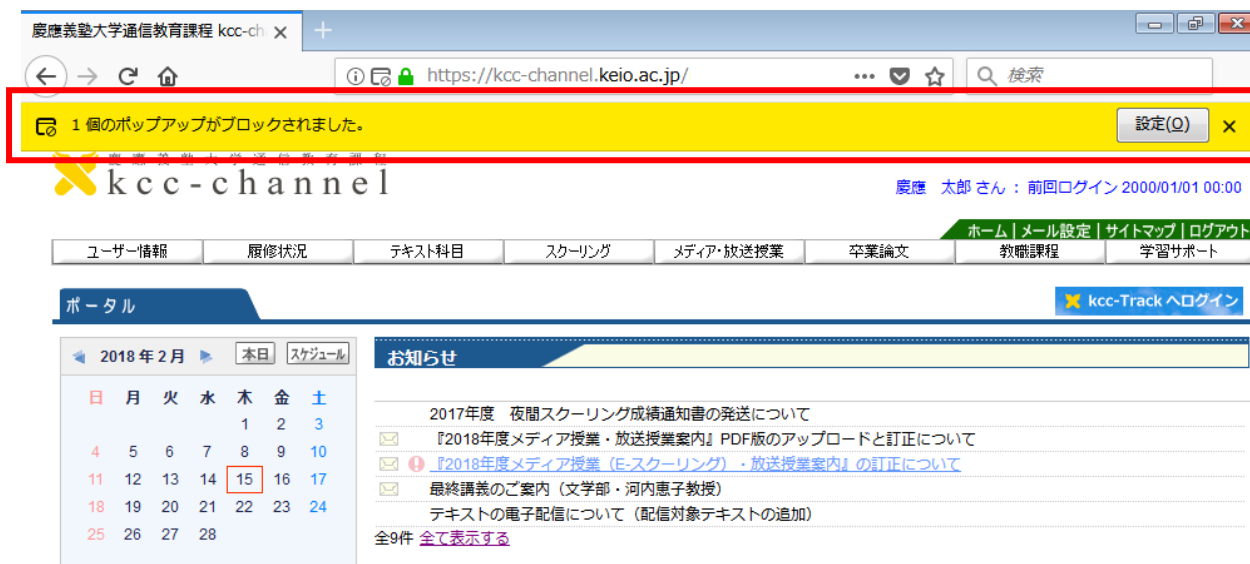 慶應義塾大学通信教育課程 kcc-ch
https://kcc-channel.keio.ac.jp/
検索
1 個のポップアップがブロックされました。
設定(O)
慶應義塾大学通信教育課程
kcc-channel
慶應 太郎 さん : 前回ログイン 2000/01/01 00:00
ホーム | メール設定 | サイトマップ | ログアウト
ユーザー情報 履修状況 テキスト科目 スクーリング メディア・放送授業 卒業論文 教職課程 学習サポート
ポータル
kcc-Track へログイン
2018 年 2 月 本日 スケジュール
日 月 火 水 木 金 土
1 2 3
4 5 6 7 8 9 10
11 12 13 14 15 16 17
18 19 20 21 22 23 24
25 26 27 28
お知らせ
2017年度 夜間スクーリング成績通知書の発送について
『2018年度メディア授業・放送授業案内』PDF版のアップロードと訂正について
『2018年度メディア授業（E-スクーリング）・放送授業案内』の訂正について
最終講義のご案内（文学部・河内恵子教授）
テキストの電子配信について（配信対象テキストの追加）
全9件 全て表示する